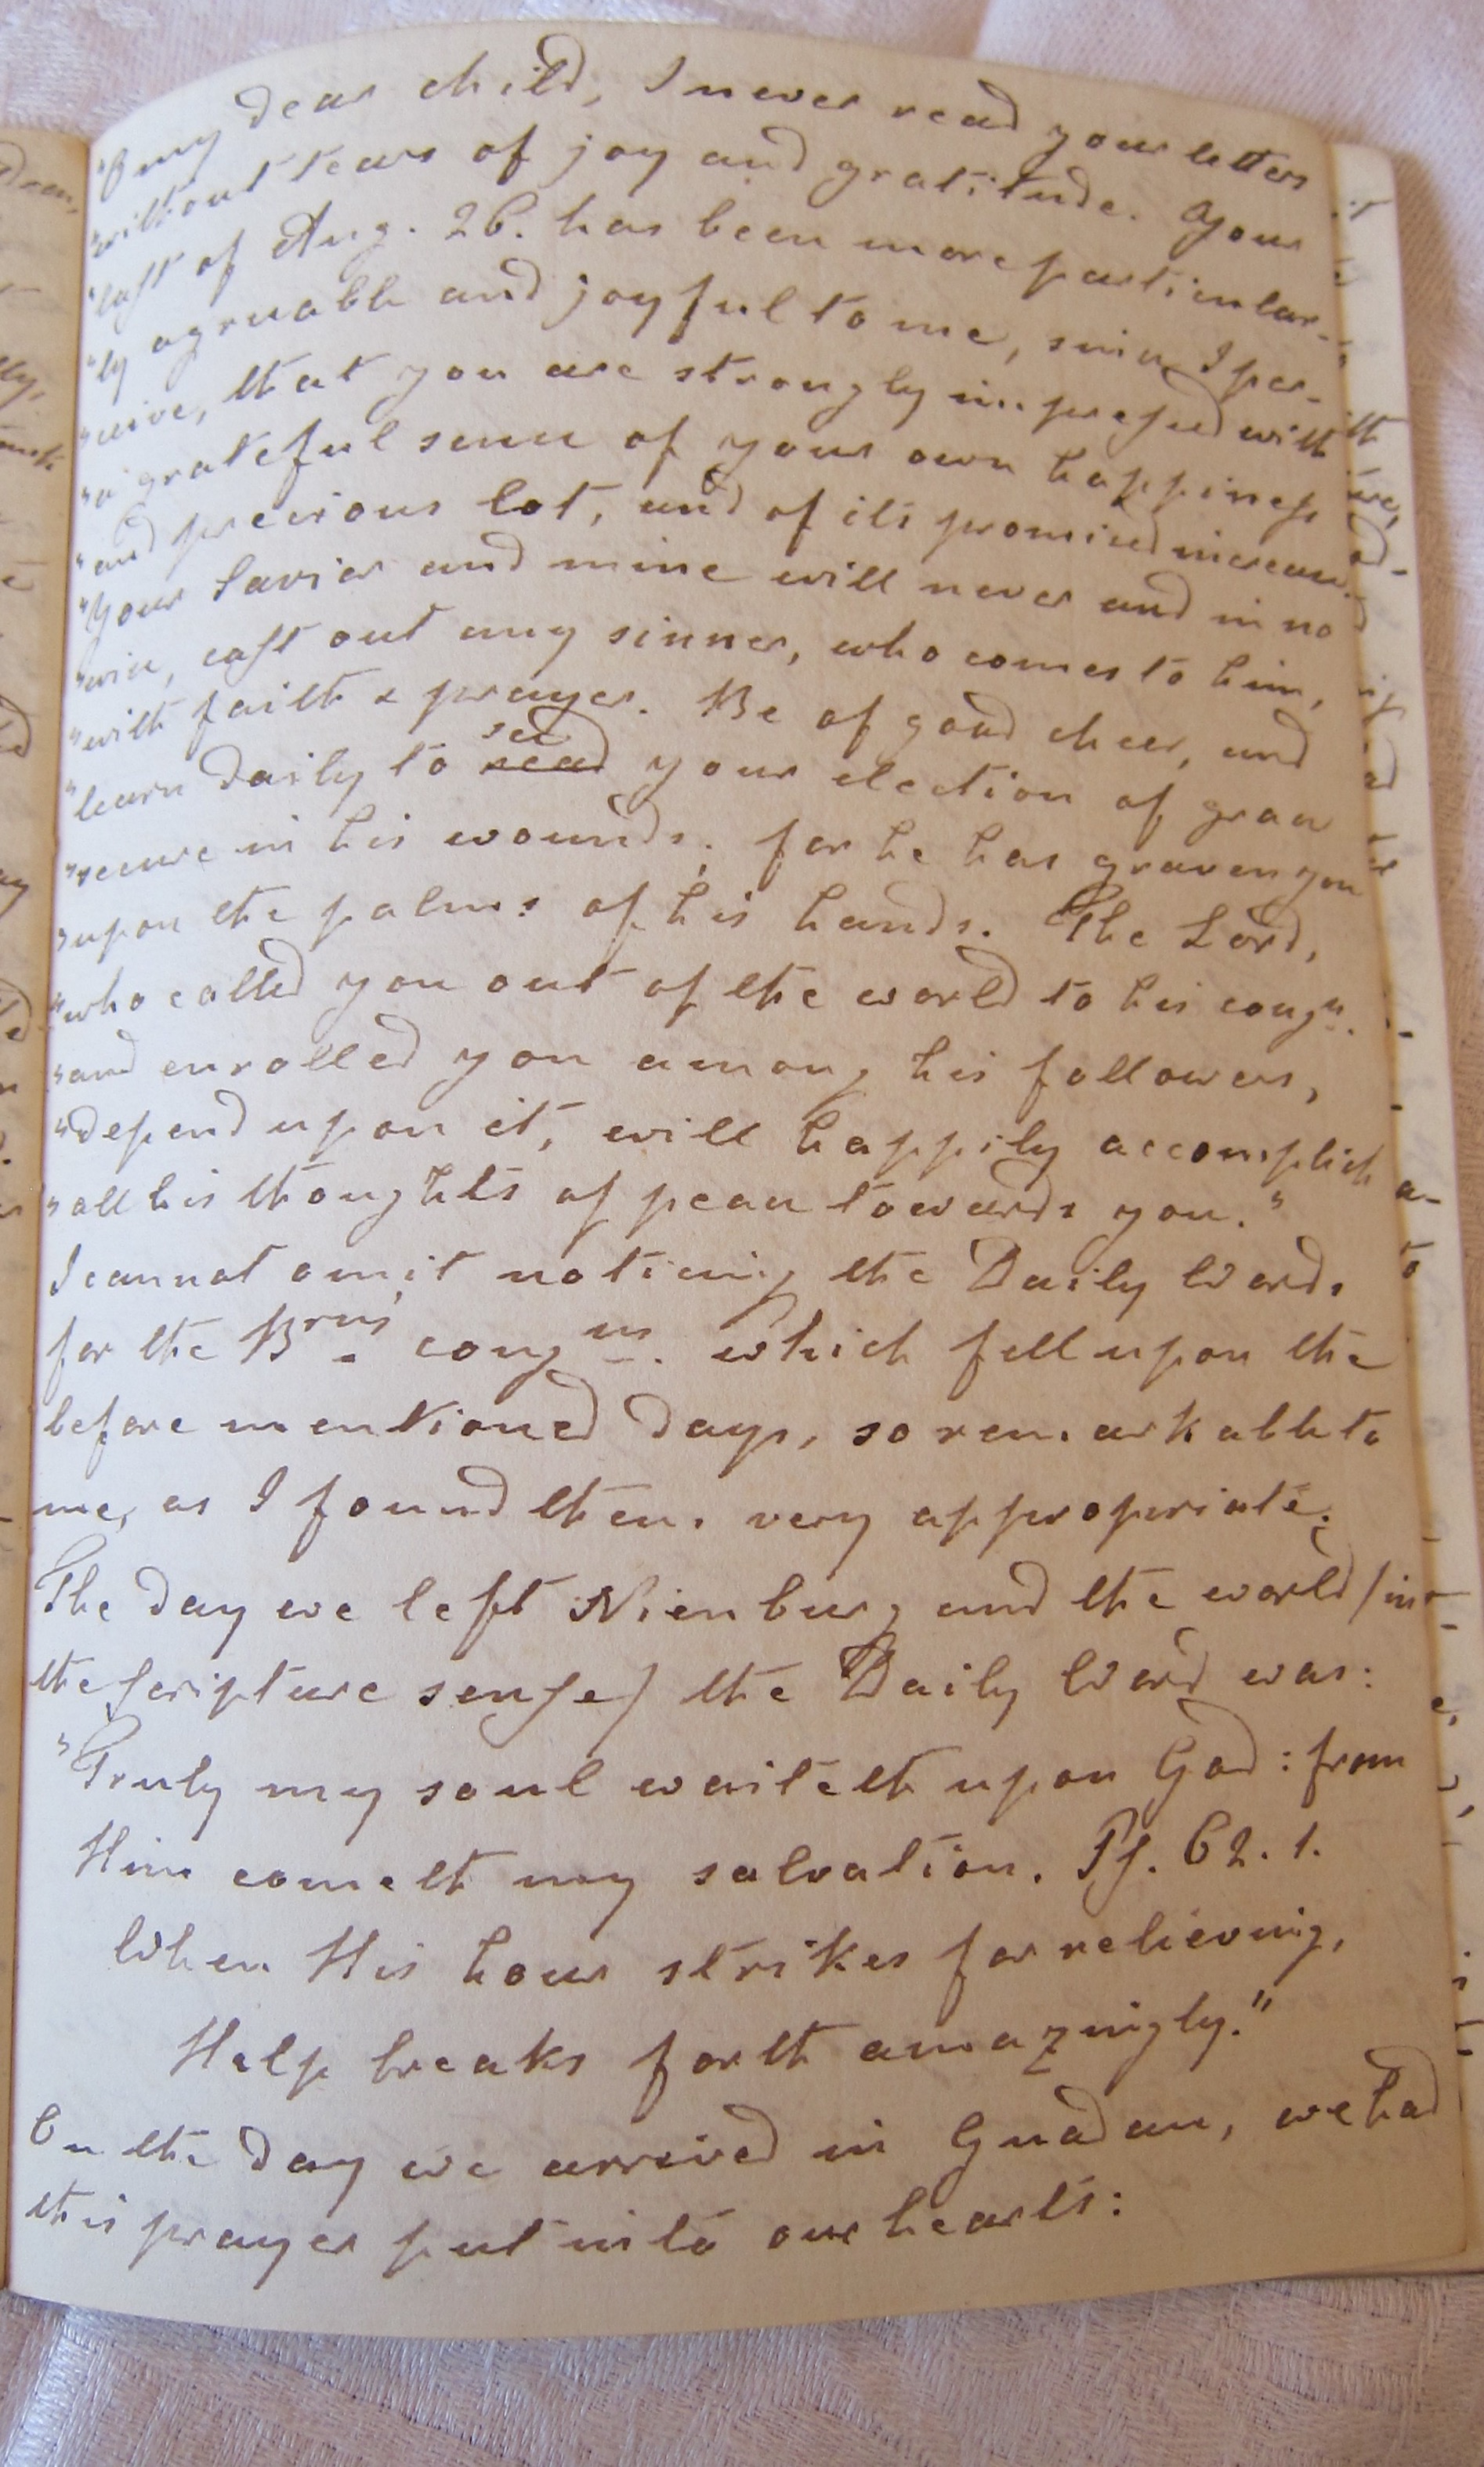 "O my dear child, I never read your letters
"without tears of joy and gratitude. Your
"last of Aug. 26. has been more particular-
"ly agreeable and joyful to me, since I per-
"ceive, that you are strongly impressed with
"a grateful sense of your own happiness
"and precious lot, and of its promised increase.
"Your Savior and mine will never and in no
"wise, cast out any sinner, who comes to him,
"with faith & prayer. Be of good cheer, and
see
"learn daily to read your election of grace
"secure in his wounds; for he has graven you
"upon the palms of his hands. The Lord,
"who called you out of the world to his congn.
"and enrolled you among his followers,
"depend upon it, will happily accomplish
"all his thoughts of peace towards you."
I cannot omit noticing the Daily Words
for the Brns' congns. which fell upon the
before mentioned days, so remarkable to
me, as I found them very appropriate.
The day we left Nienburg and the world /in
the scripture sense/ the Daily Word was:
"Truly my soul waiteth upon God: from
Him cometh my salvation. Ps. 62. 1.
When His hour strikes for relieving,
Help breaks forth amazingly."
On the day we arrived in Gnadau, we had
this prayer put into our hearts: